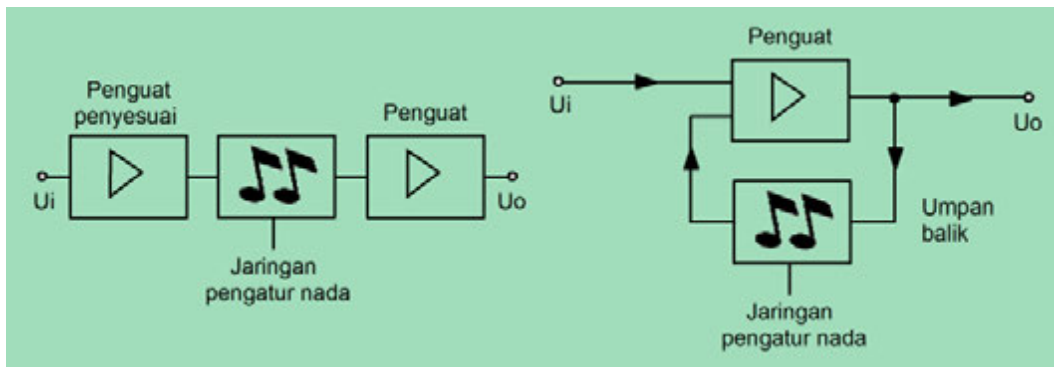 Penguat
penyesuai
Penguat
Ui
Uo
Jaringan
pengatur nada
Penguat
Ui
Uo
Umpan
balik
Jaringan
pengatur nada